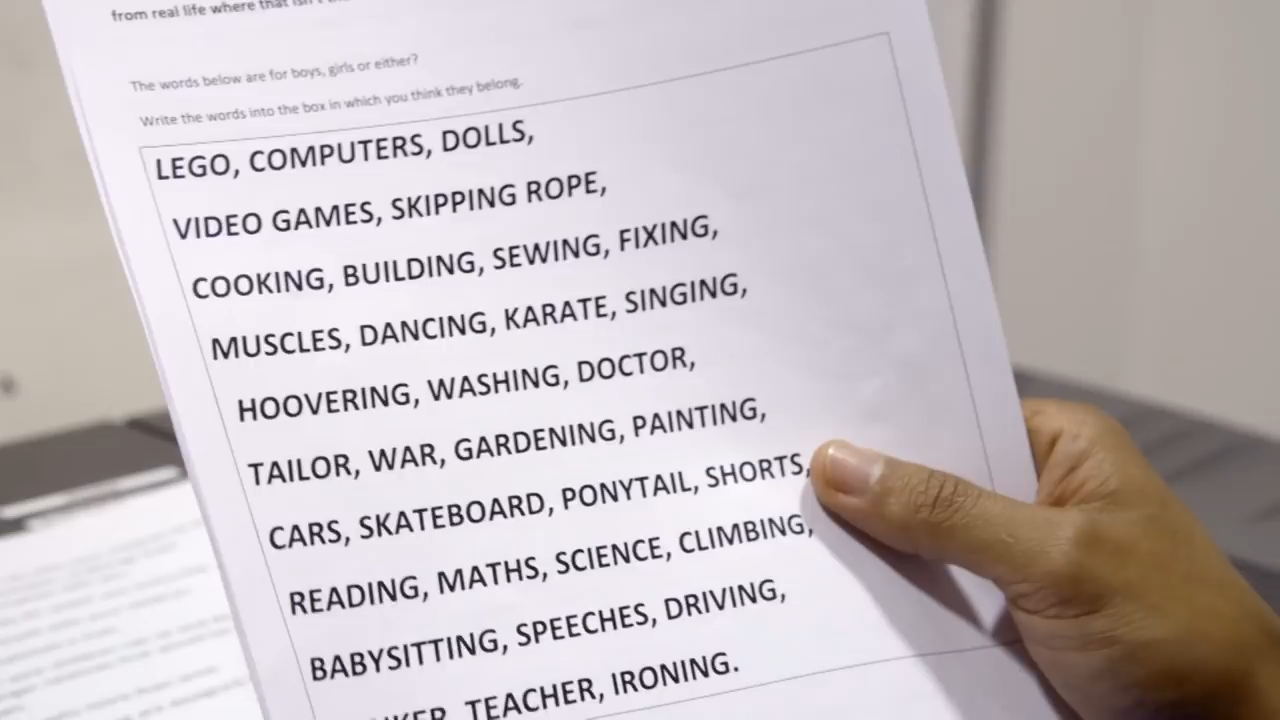 from real life where that isn't
The words below are for boys, girls or either?
Write the words into the box in which you think they belong.
LEGO, COMPUTERS, DOLLS,
VIDEO GAMES, SKIPPING ROPE,
COOKING, BUILDING, SEWING, FIXING,
MUSCLES, DANCING, KARATE, SINGING,
HOOVERING, WASHING, DOCTOR,
TAILOR, WAR, GARDENING, PAINTING,
CARS, SKATEBOARD, PONYTAIL, SHORTS,
READING, MATHS, SCIENCE, CLIMBING,
BABYSITTING, SPEECHES, DRIVING,
TEACHER, IRONING.